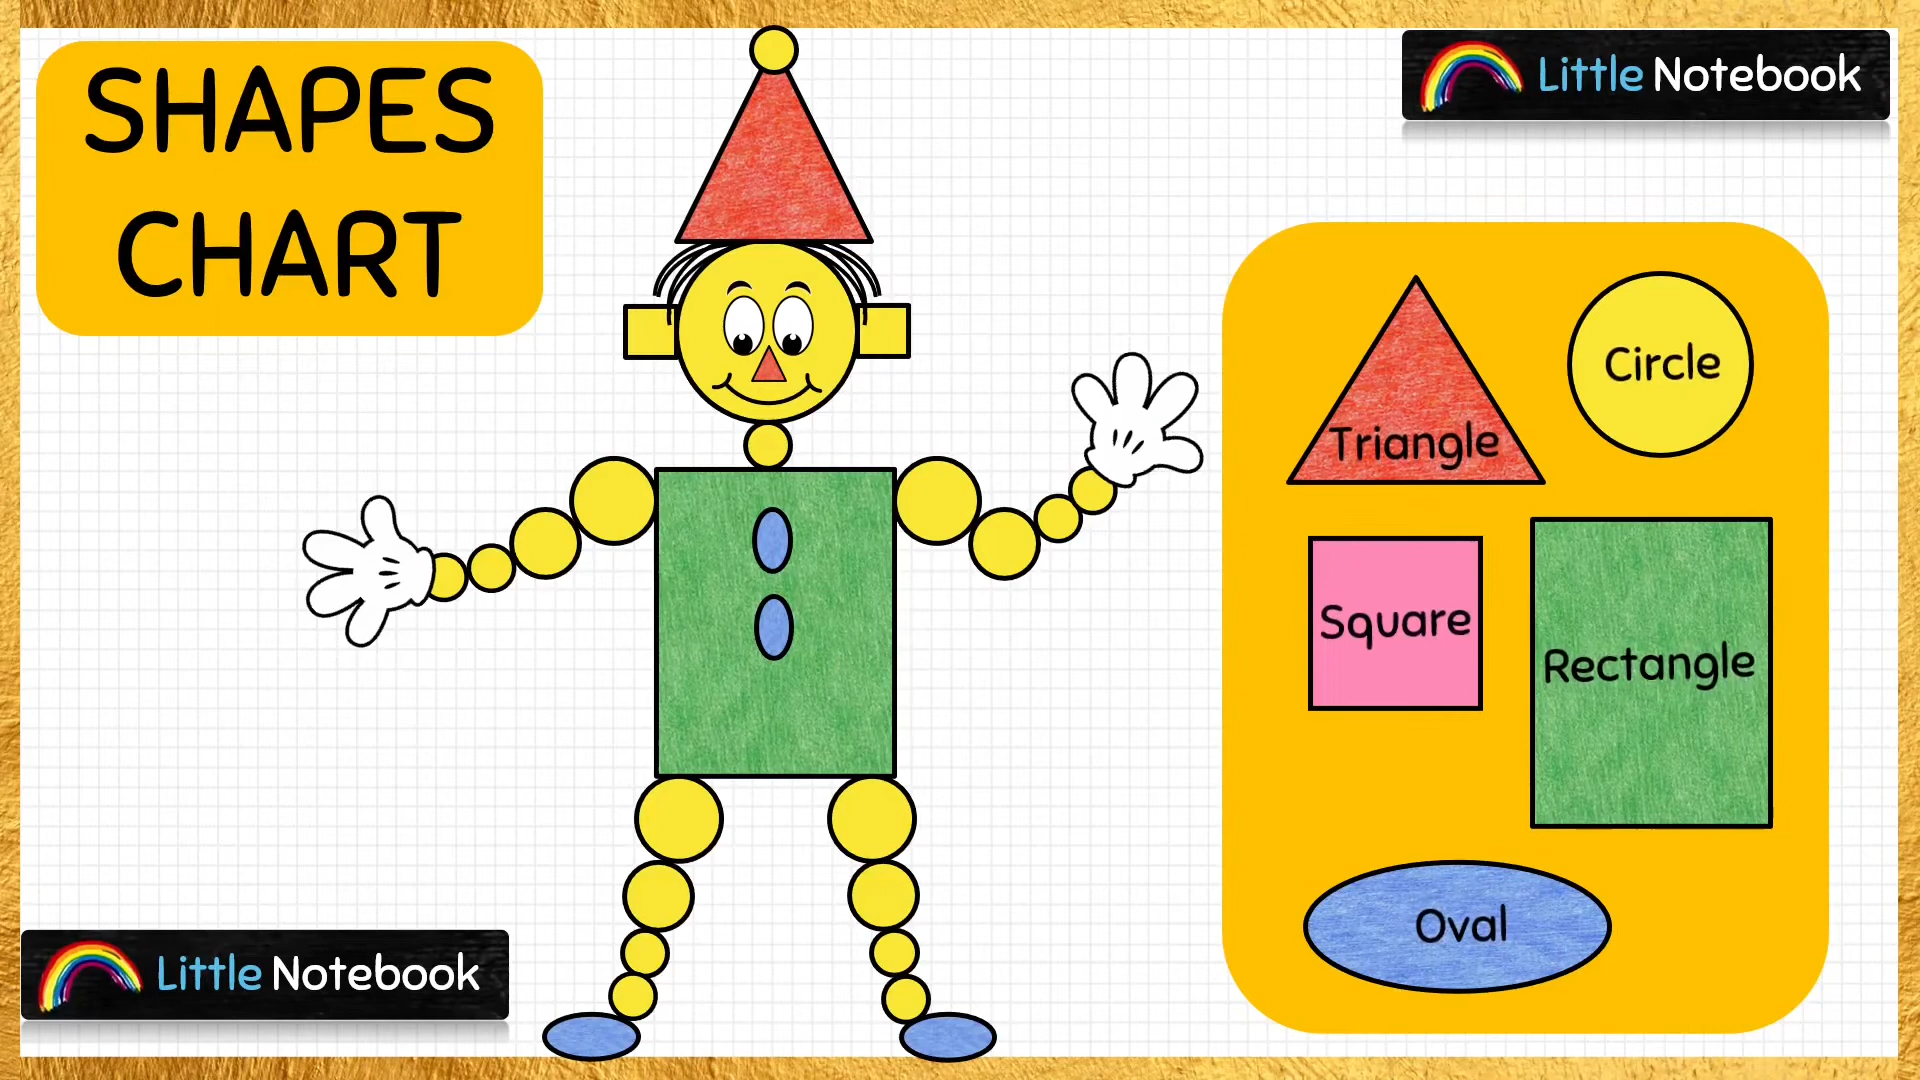 SHAPES
CHART
Little Notebook
Triangle
Circle
Square
Rectangle
Oval
Little Notebook